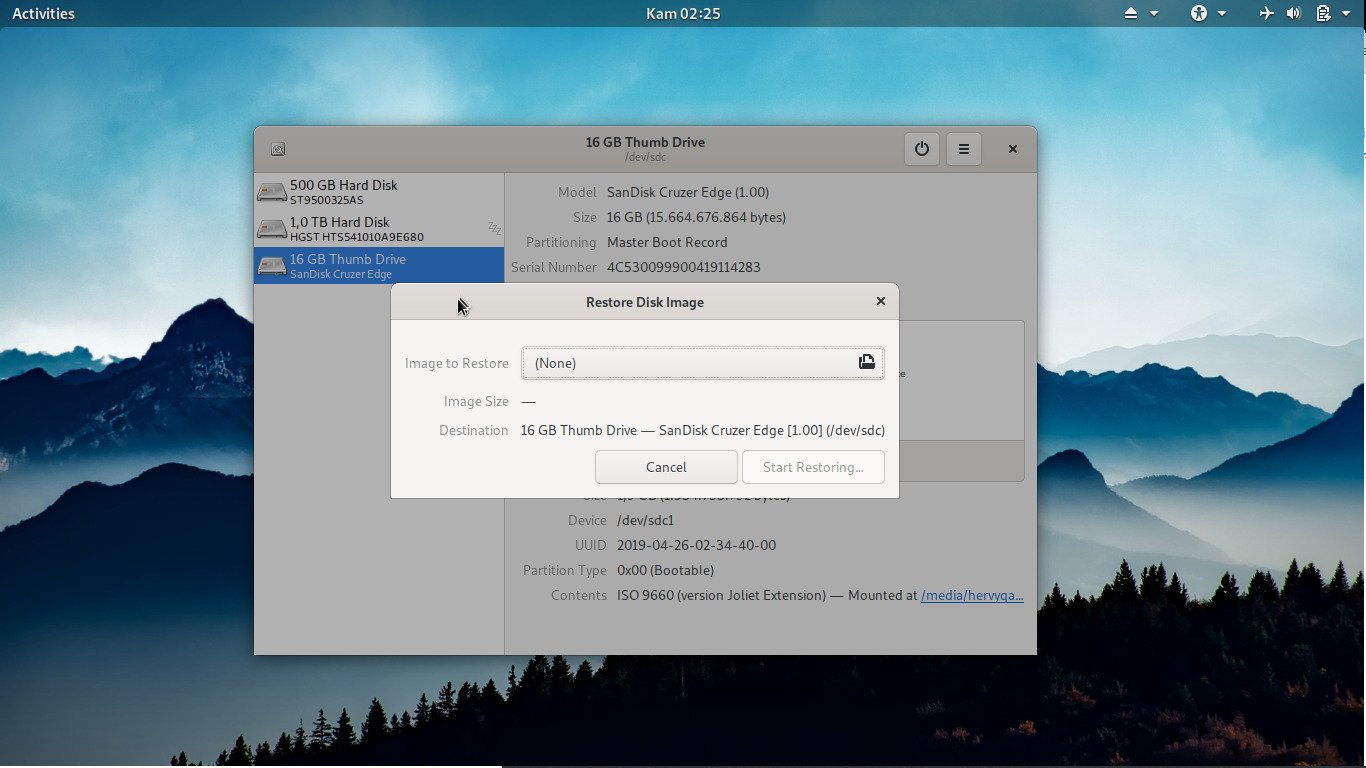 Activities
Kam 02:25
16 GB Thumb Drive
/dev/sdc
500 GB Hard Disk
ST9500325AS
1,0 TB Hard Disk
HGST HTS541010A9E680
16 GB Thumb Drive
SanDisk Cruzer Edge
Model SanDisk Cruzer Edge (1.00)
Size 16 GB (15.664.676.864 bytes)
Partitioning Master Boot Record
Serial Number 4C530099900419114283
Restore Disk Image
Image to Restore (None)
Image Size —
Destination 16 GB Thumb Drive — SanDisk Cruzer Edge [1.00] (/dev/sdc)
Cancel Start Restoring...
Device /dev/sdc1
UUID 2019-04-26-02-34-40-00
Partition Type 0x00 (Bootable)
Contents ISO 9660 (version Joliet Extension) — Mounted at /media/hervyqa...